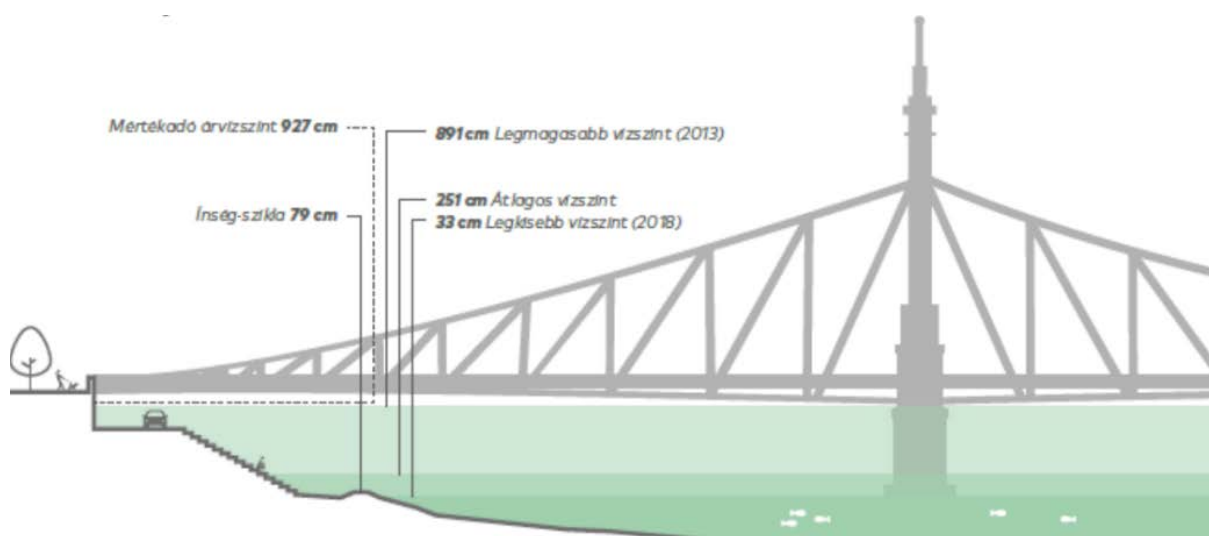 Mértékadó árvízszint 927 cm
891 cm Legmagasabb vízszint (2013)
Ínség-szikla 79 cm
251 cm Átlagos vízszint
33 cm Legkisebb vízszint (2018)